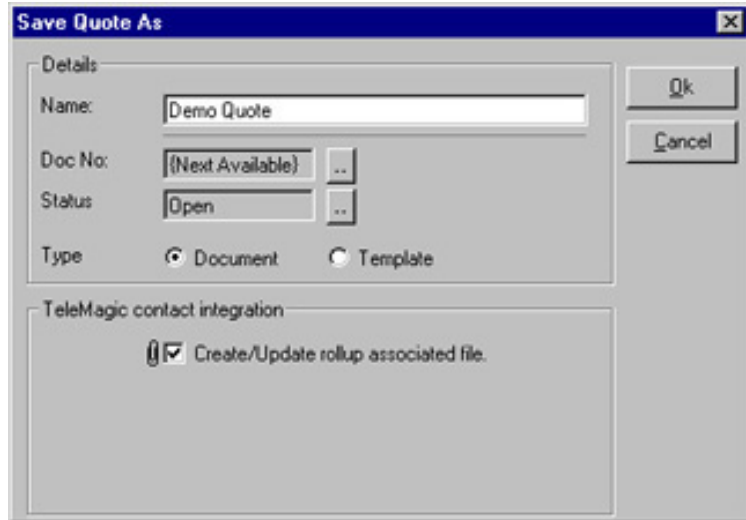 Save Quote As
Details
Name: Demo Quote
Doc No: {Next Available} ..
Status Open ..
Type Document Template
Ok
Cancel
TeleMagic contact integration
Create/Update rollup associated file.